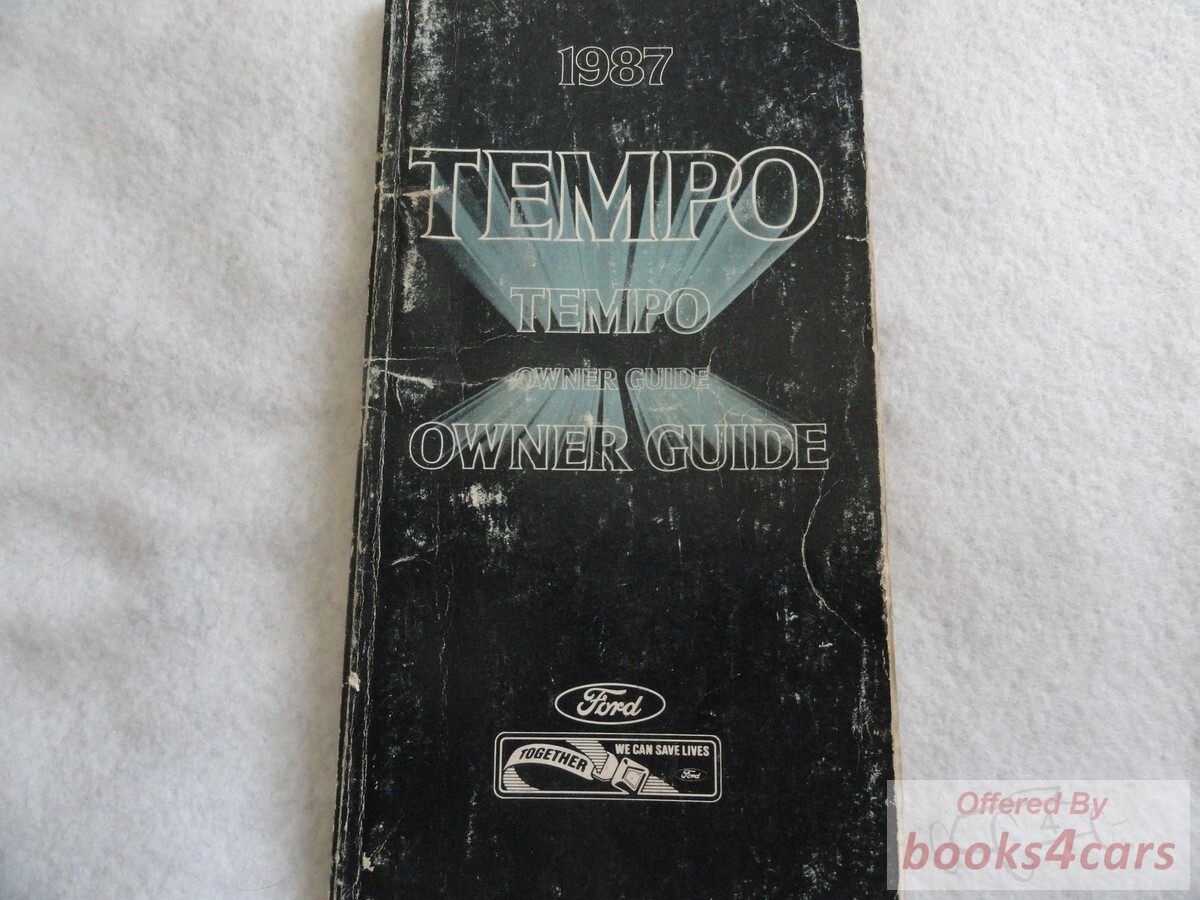 1987
TEMPO
TEMPO
OWNER GUIDE
OWNER GUIDE
Ford
TOGETHER WE CAN SAVE LIVES
Ford
Offered By
books4cars